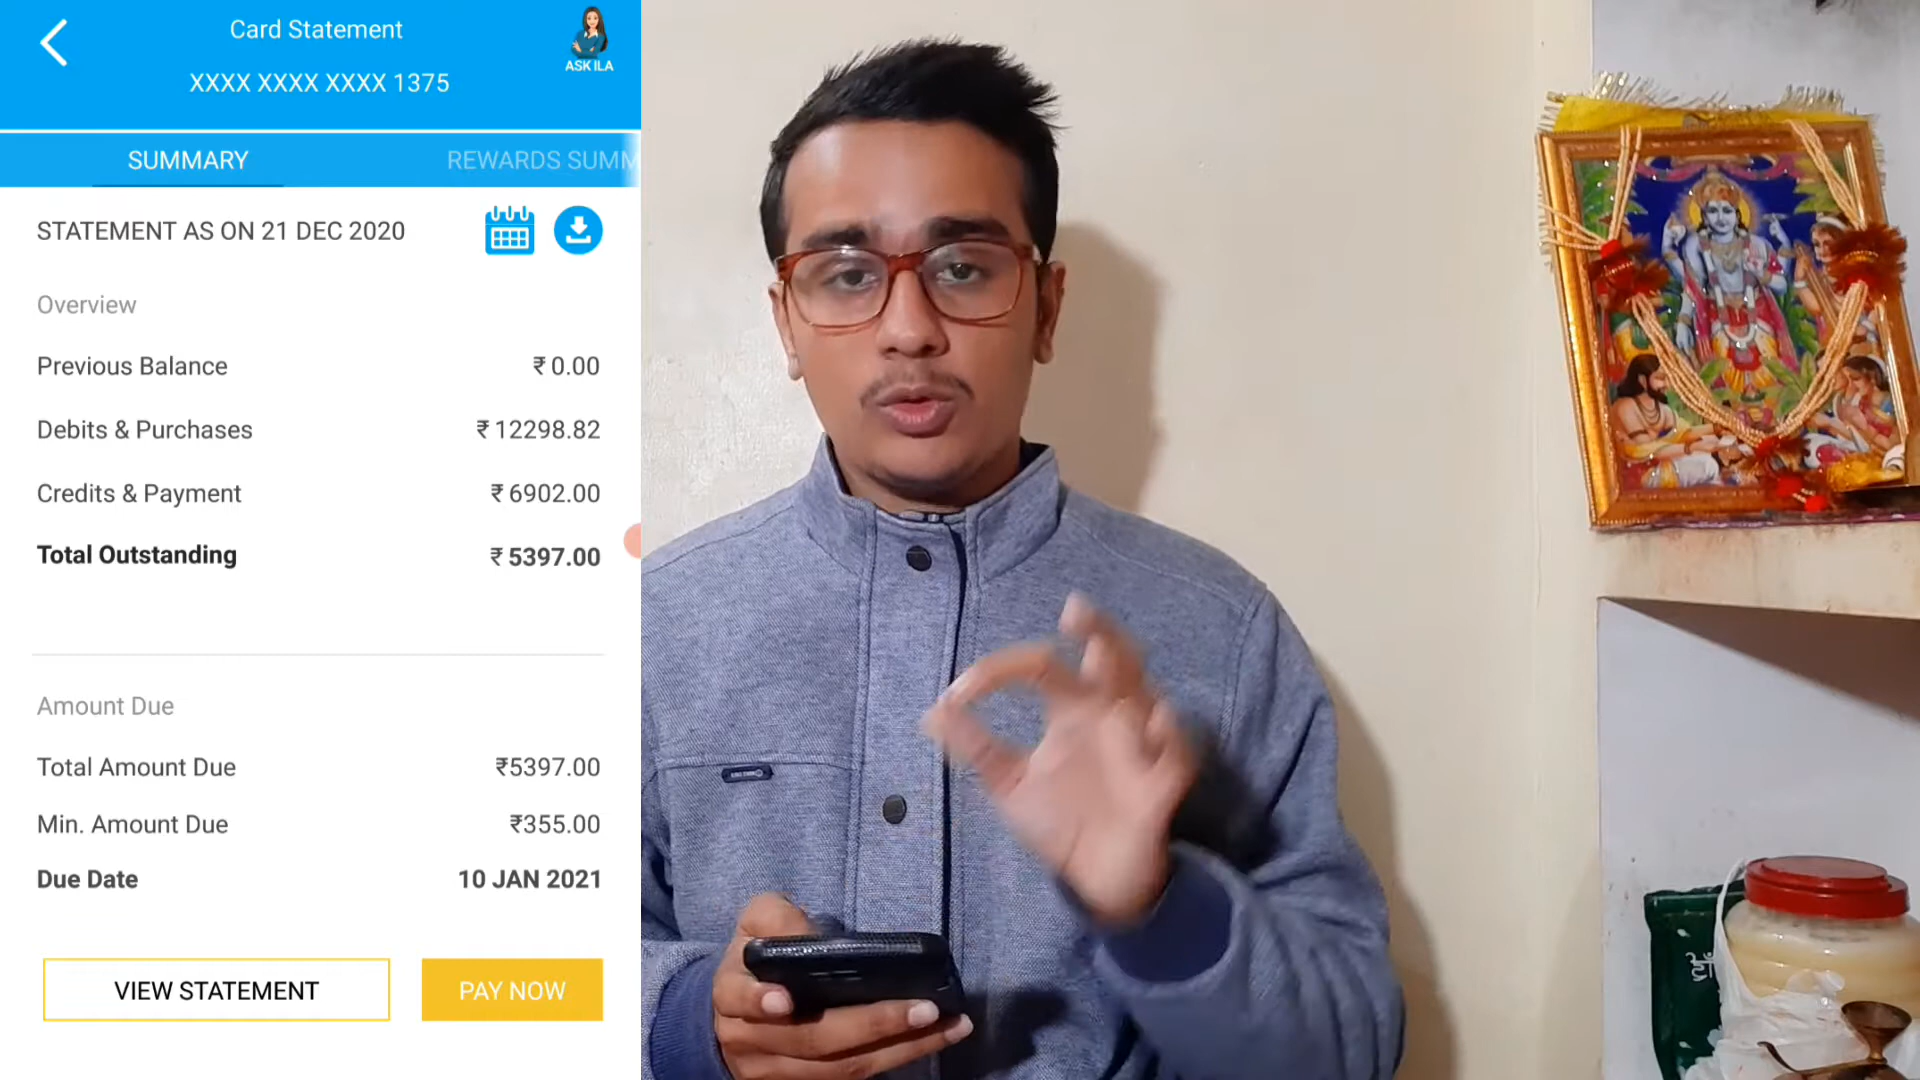 Card Statement
XXXX XXXX XXXX 1375
ASK ILA
SUMMARY
REWARDS SUMM
STATEMENT AS ON 21 DEC 2020
Overview
Previous Balance ₹ 0.00
Debits & Purchases ₹ 12298.82
Credits & Payment ₹ 6902.00
Total Outstanding ₹ 5397.00
Amount Due
Total Amount Due ₹5397.00
Min. Amount Due ₹355.00
Due Date 10 JAN 2021
VIEW STATEMENT
PAY NOW